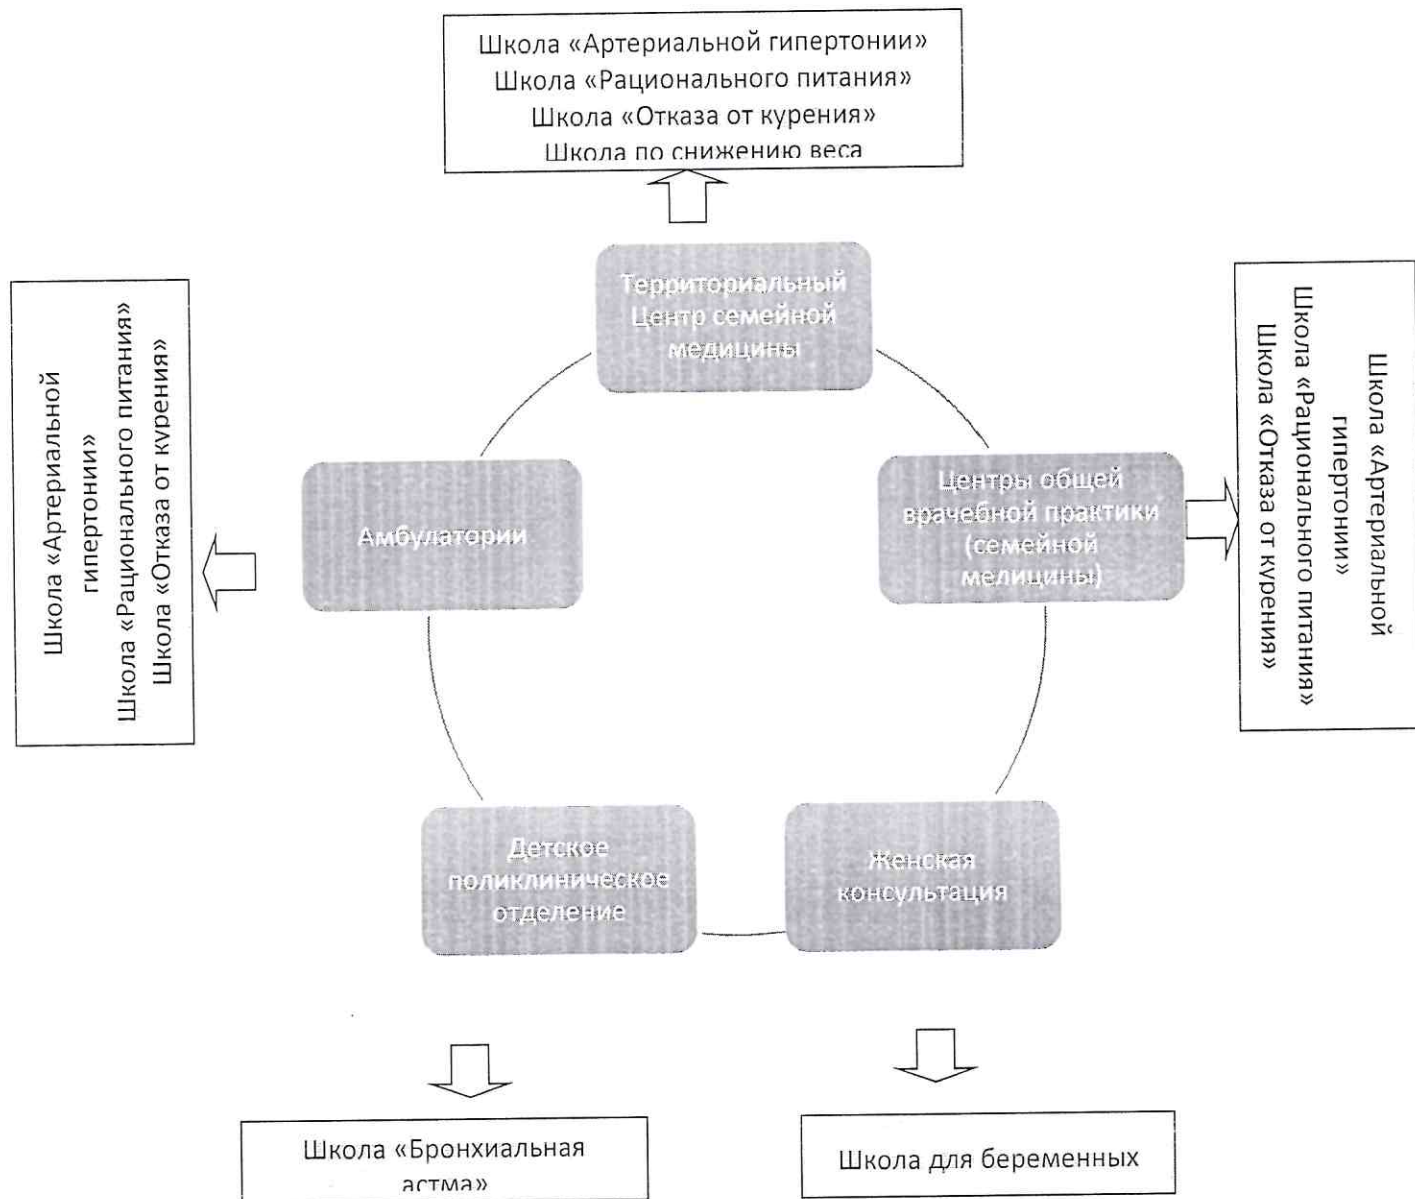 Школа «Артериальной гипертонии»
Школа «Рационального питания»
Школа «Отказа от курения»
Школа по снижению веса
Территориальный
Центр семейной
медицины
Школа «Артериальной
гипертонии»
Школа «Рационального питания»
Школа «Отказа от курения»
Амбулатории
Центры общей
врачебной практики
(семейной
медицины)
Школа «Артериальной
гипертонии»
Школа «Рационального питания»
Школа «Отказа от курения»
Детское
поликлиническое
отделение
Женская
консультация
Школа «Бронхиальная
астма»
Школа для беременных